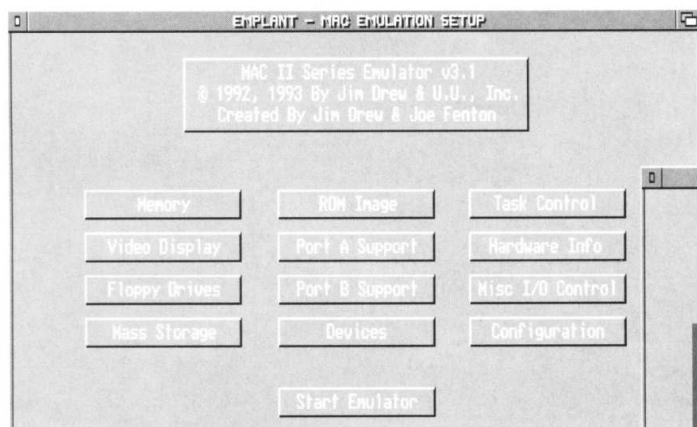 EMPLANT - MAC EMULATION SETUP
MAC II Series Emulator v3.1
© 1992, 1993 By Jim Drew & U.U., Inc.
Created By Jim Drew & Joe Fenton
Memory
ROM Image
Task Control
Video Display
Port A Support
Hardware Info
Floppy Drives
Port B Support
Misc I/O Control
Mass Storage
Devices
Configuration
Start Emulator